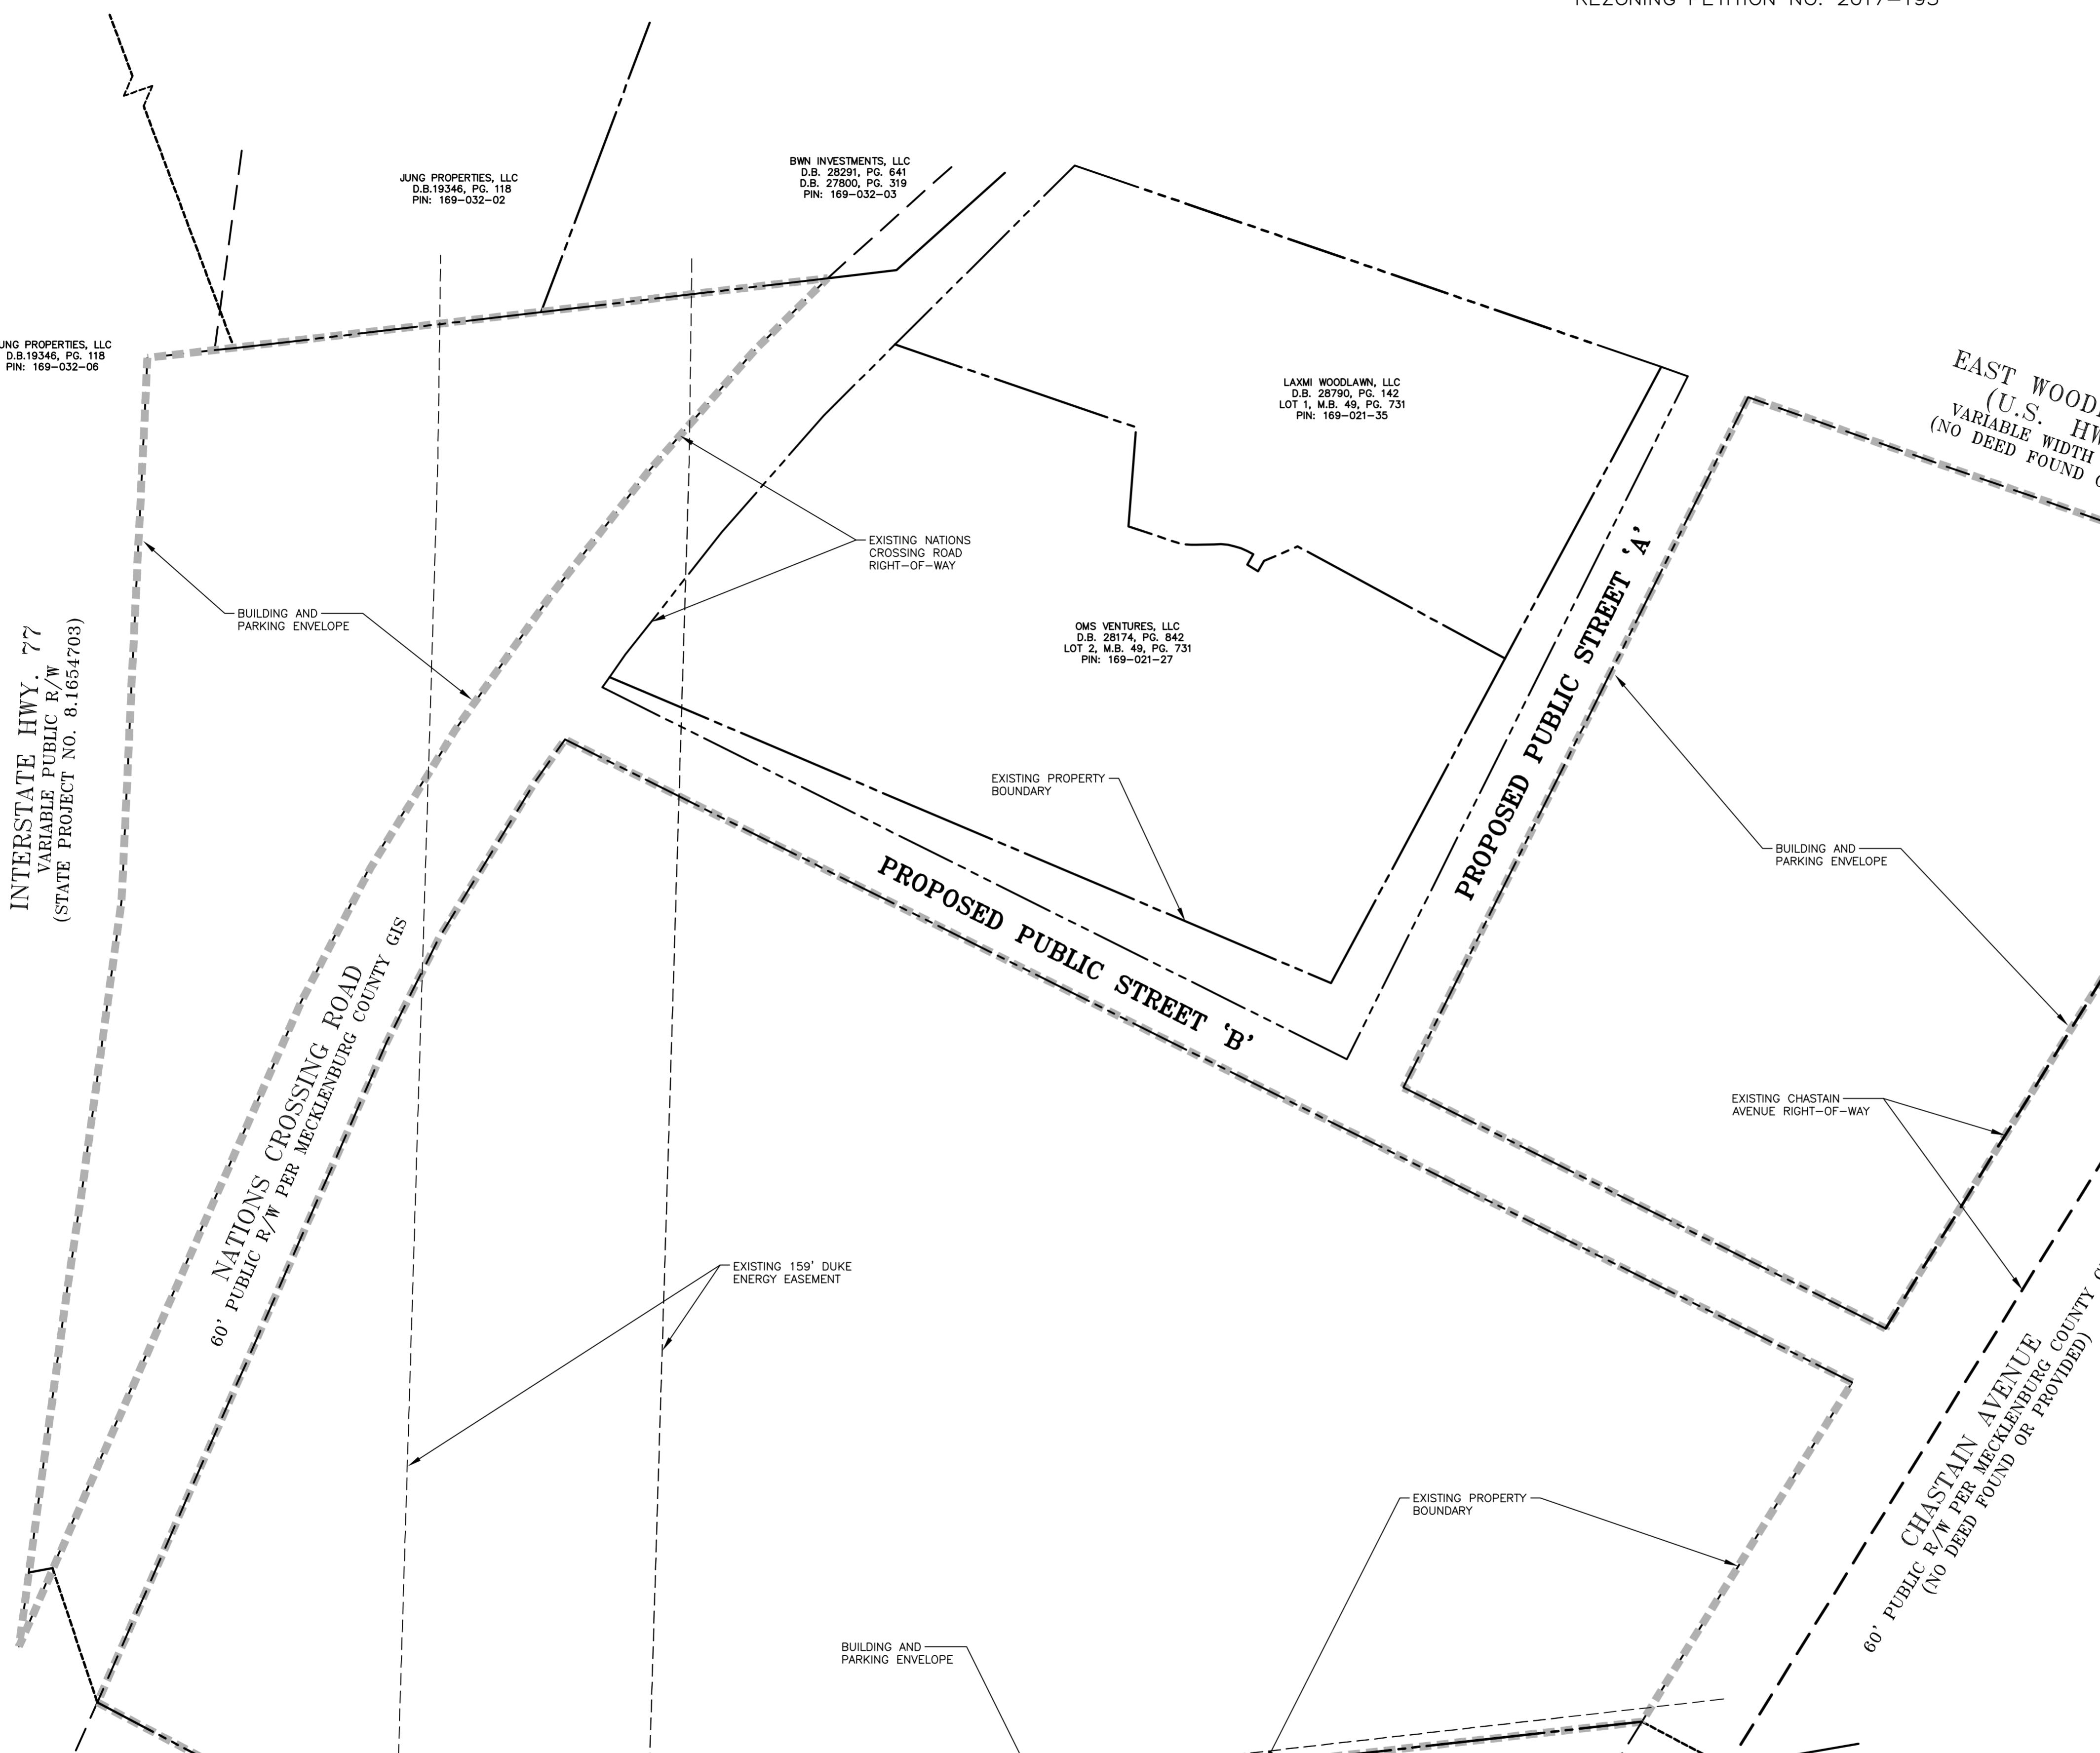 REZONING PETITION NO. 2017-193
BWN INVESTMENTS, LLC
D.B. 28291, PG. 641
D.B. 27800, PG. 319
PIN: 169-032-03
JUNG PROPERTIES, LLC
D.B.19346, PG. 118
PIN: 169-032-02
JUNG PROPERTIES, LLC
D.B.19346, PG. 118
PIN: 169-032-06
LAXMI WOODLAWN, LLC
D.B. 28790, PG. 142
LOT 1, M.B. 49, PG. 731
PIN: 169-021-35
EAST
(U.S.
VARIABLE WIDTH
(NO DEED FOUND
EXISTING NATIONS
CROSSING ROAD
RIGHT-OF-WAY
BUILDING AND
PARKING ENVELOPE
OMS VENTURES, LLC
D.B. 28174, PG. 842
LOT 2, M.B. 49, PG. 731
PIN: 169-021-27
INTERSTATE HWY. 77
VARIABLE PUBLIC R/W
(STATE PROJECT NO. 8.1654703)
PROPOSED PUBLIC STREET ‘A’
EXISTING PROPERTY
BOUNDARY
BUILDING AND
PARKING ENVELOPE
PROPOSED PUBLIC STREET ‘B’
NATIONS CROSSING ROAD
60' PUBLIC R/W PER MECKLENBURG COUNTY GIS
EXISTING CHASTAIN
AVENUE RIGHT-OF-WAY
EXISTING 159' DUKE
ENERGY EASEMENT
CHASTAIN AVENUE
60' PUBLIC R/W PER MECKLENBURG COUNTY
(NO DEED FOUND OR PROVIDED)
EXISTING PROPERTY
BOUNDARY
BUILDING AND
PARKING ENVELOPE